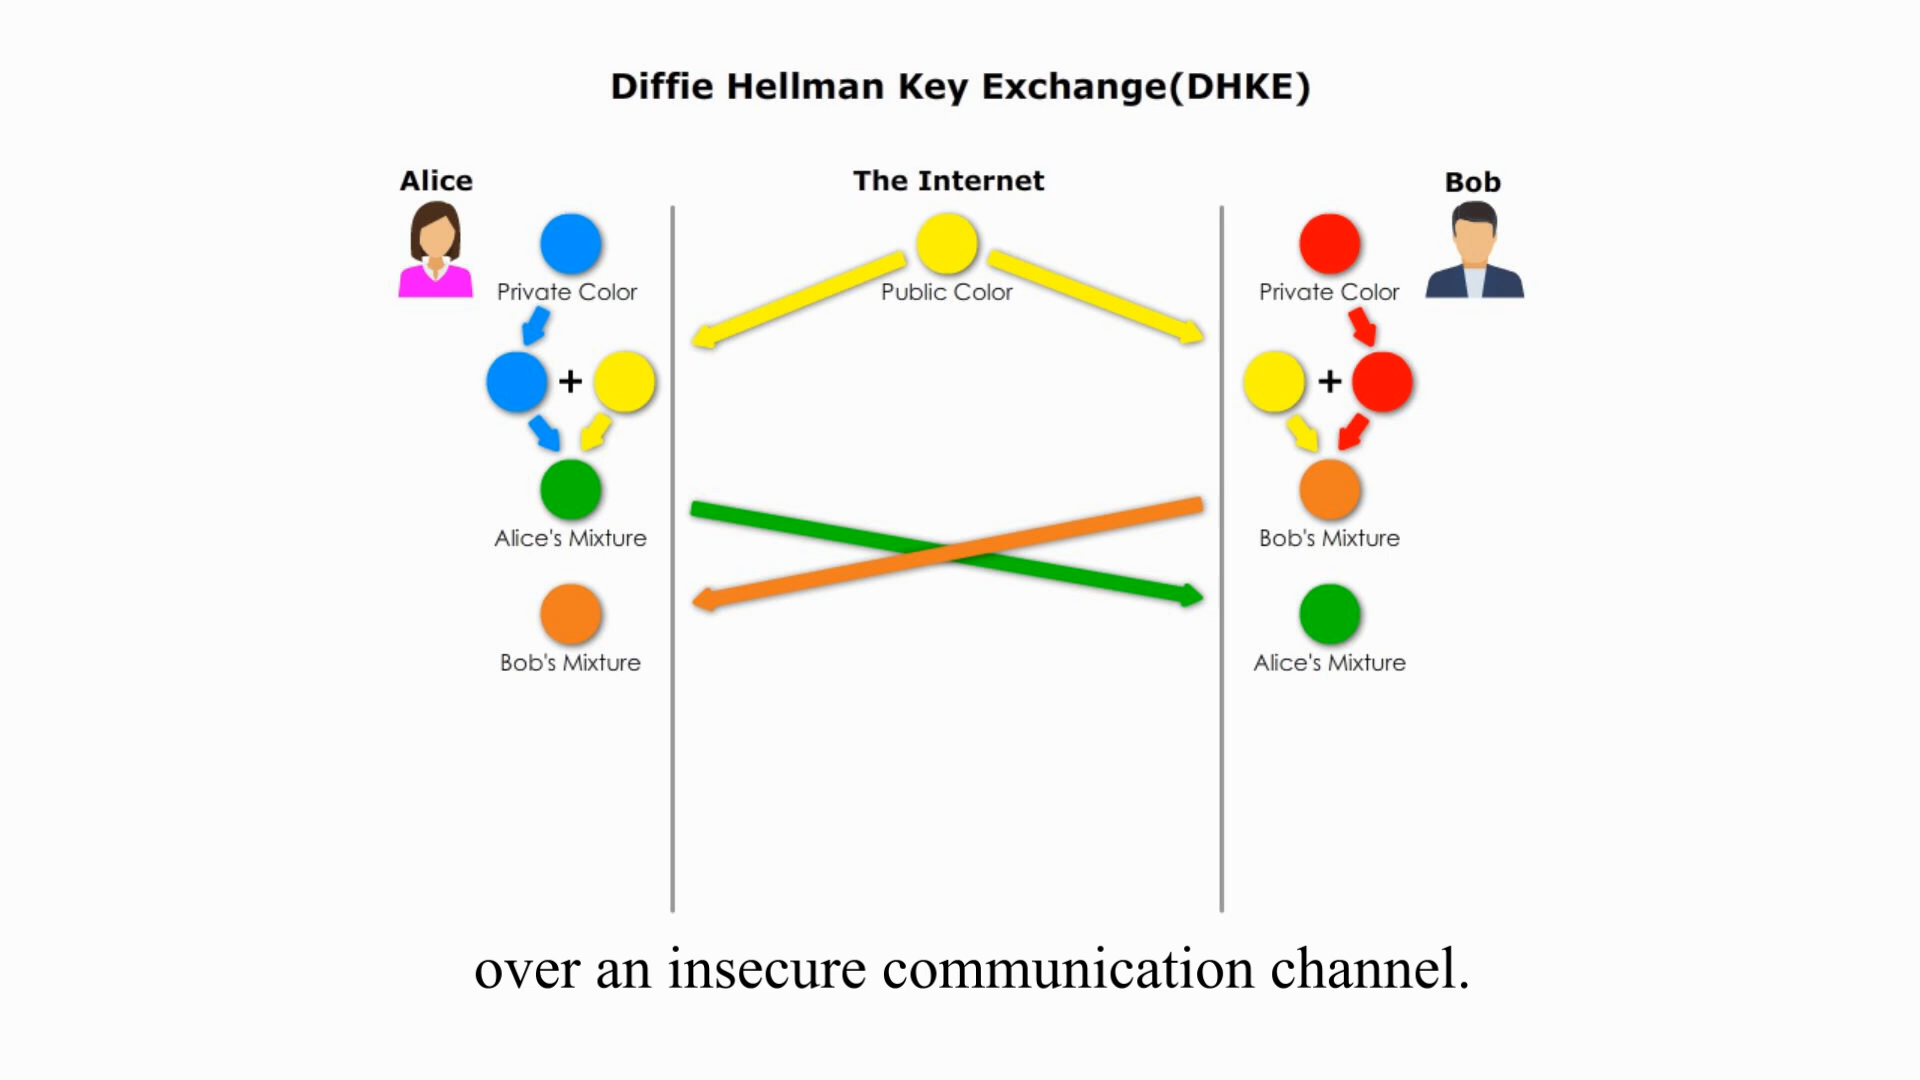 Diffie Hellman Key Exchange(DHKE)
Alice
The Internet
Bob
Private Color
Public Color
Private Color
+
+
Alice's Mixture
Bob's Mixture
Bob's Mixture
Alice's Mixture
over an insecure communication channel.